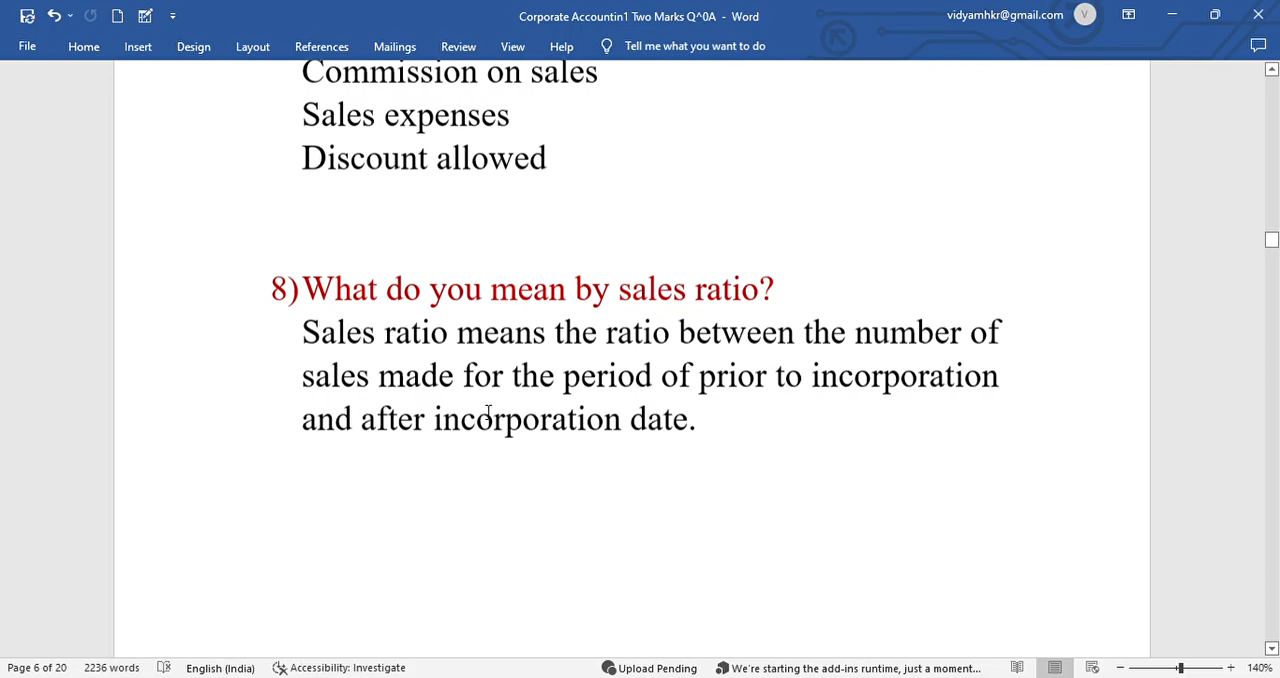 Corporate Accountin1 Two Marks Q^0A - Word
vidyamhkr@gmail.com V
File Home Insert Design Layout References Mailings Review View Help Tell me what you want to do
Commission on sales
Sales expenses
Discount allowed
8) What do you mean by sales ratio?
Sales ratio means the ratio between the number of
sales made for the period of prior to incorporation
and after incorporation date.
Page 6 of 20 2236 words English (India) Accessibility: Investigate Upload Pending We're starting the add-ins runtime, just a moment... 140%